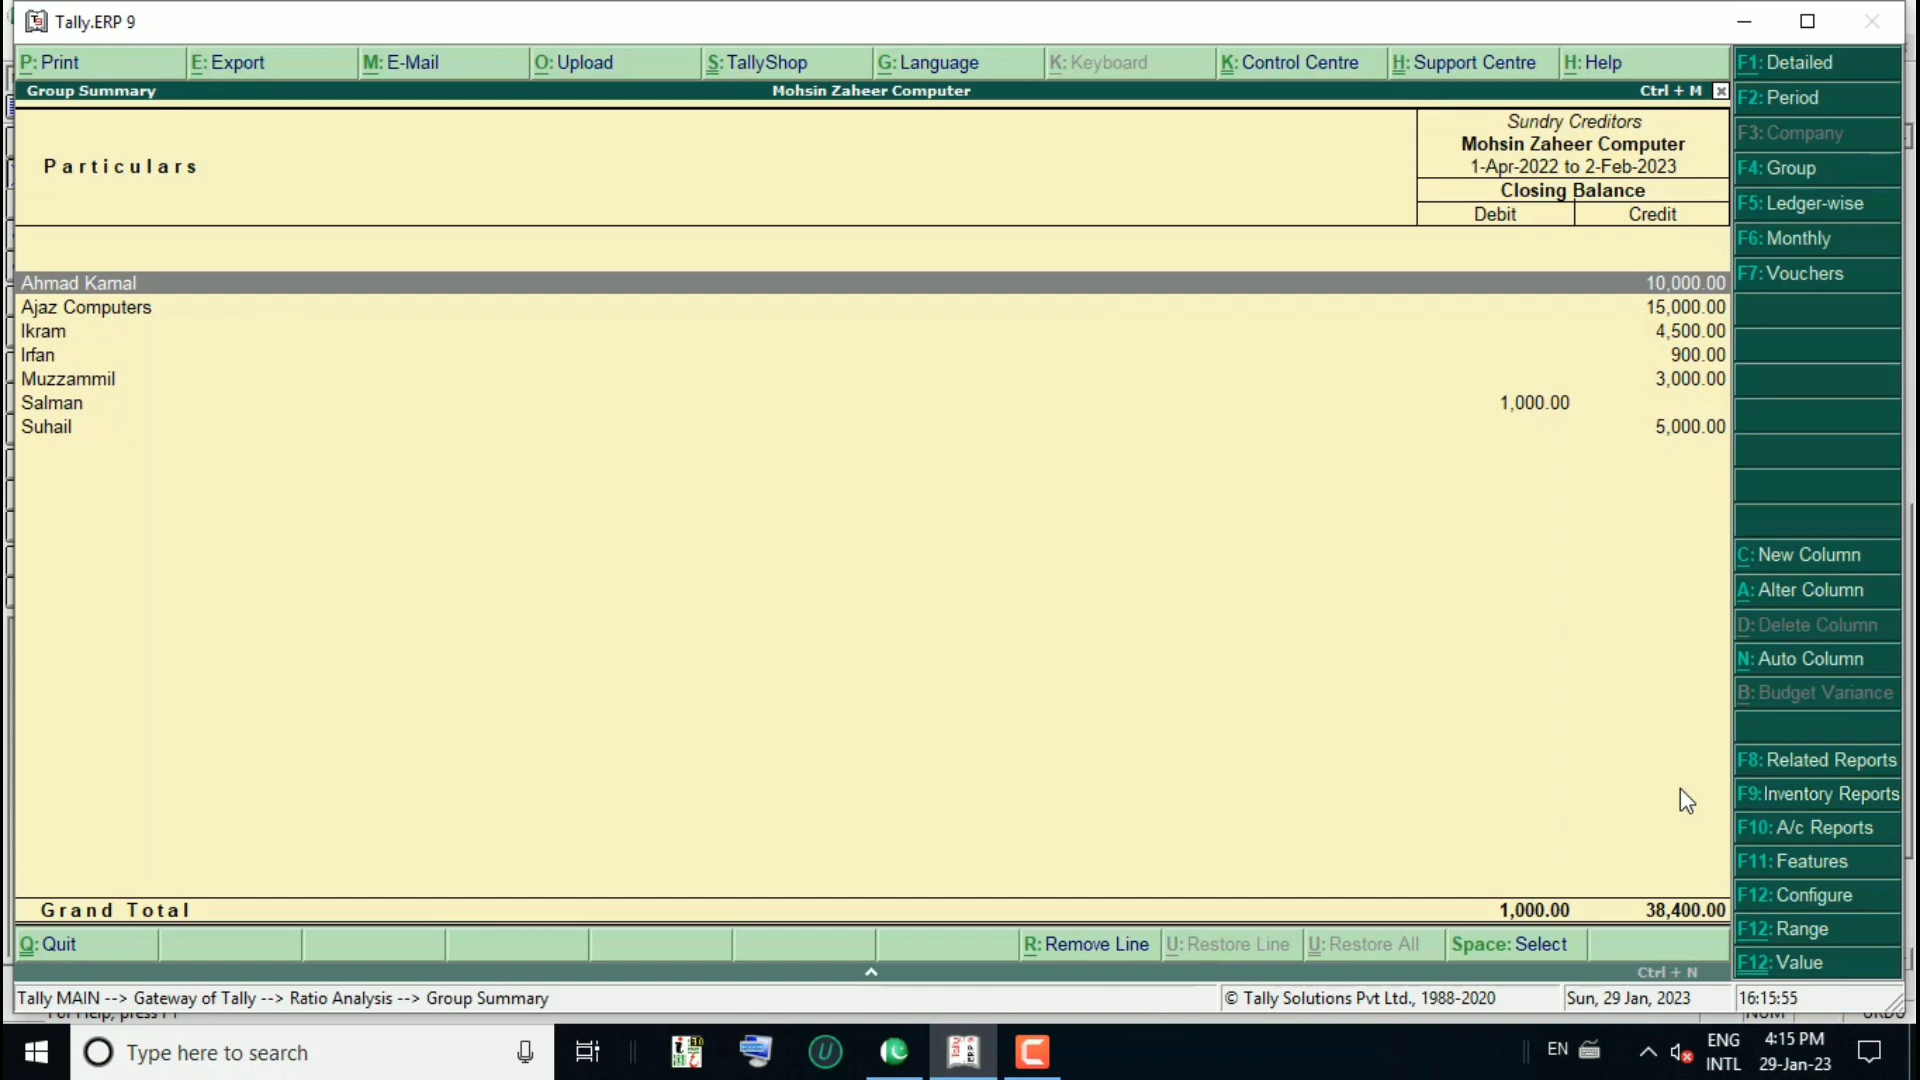 Tally.ERP 9
P: Print E: Export M: E-Mail O: Upload S: TallyShop G: Language K: Keyboard K: Control Centre H: Support Centre H: Help
Group Summary Mohsin Zaheer Computer Ctrl + M
Particulars
Sundry Creditors
Mohsin Zaheer Computer
1-Apr-2022 to 2-Feb-2023
Closing Balance
Debit Credit
Ahmad Kamal 10,000.00
Ajaz Computers 15,000.00
Ikram 4,500.00
Irfan 900.00
Muzzammil 3,000.00
Salman 1,000.00
Suhail 5,000.00
Grand Total 1,000.00 38,400.00
F1: Detailed
F2: Period
F3: Company
F4: Group
F5: Ledger-wise
F6: Monthly
F7: Vouchers
C: New Column
A: Alter Column
D: Delete Column
N: Auto Column
B: Budget Variance
F8: Related Reports
F9: Inventory Reports
F10: A/c Reports
F11: Features
F12: Configure
F12: Range
F12: Value
Q: Quit R: Remove Line U: Restore Line U: Restore All Space: Select
Ctrl + N
Tally MAIN --> Gateway of Tally --> Ratio Analysis --> Group Summary © Tally Solutions Pvt Ltd., 1988-2020 Sun, 29 Jan, 2023 16:15:55
Type here to search
EN
ENG
INTL
4:15 PM
29-Jan-23